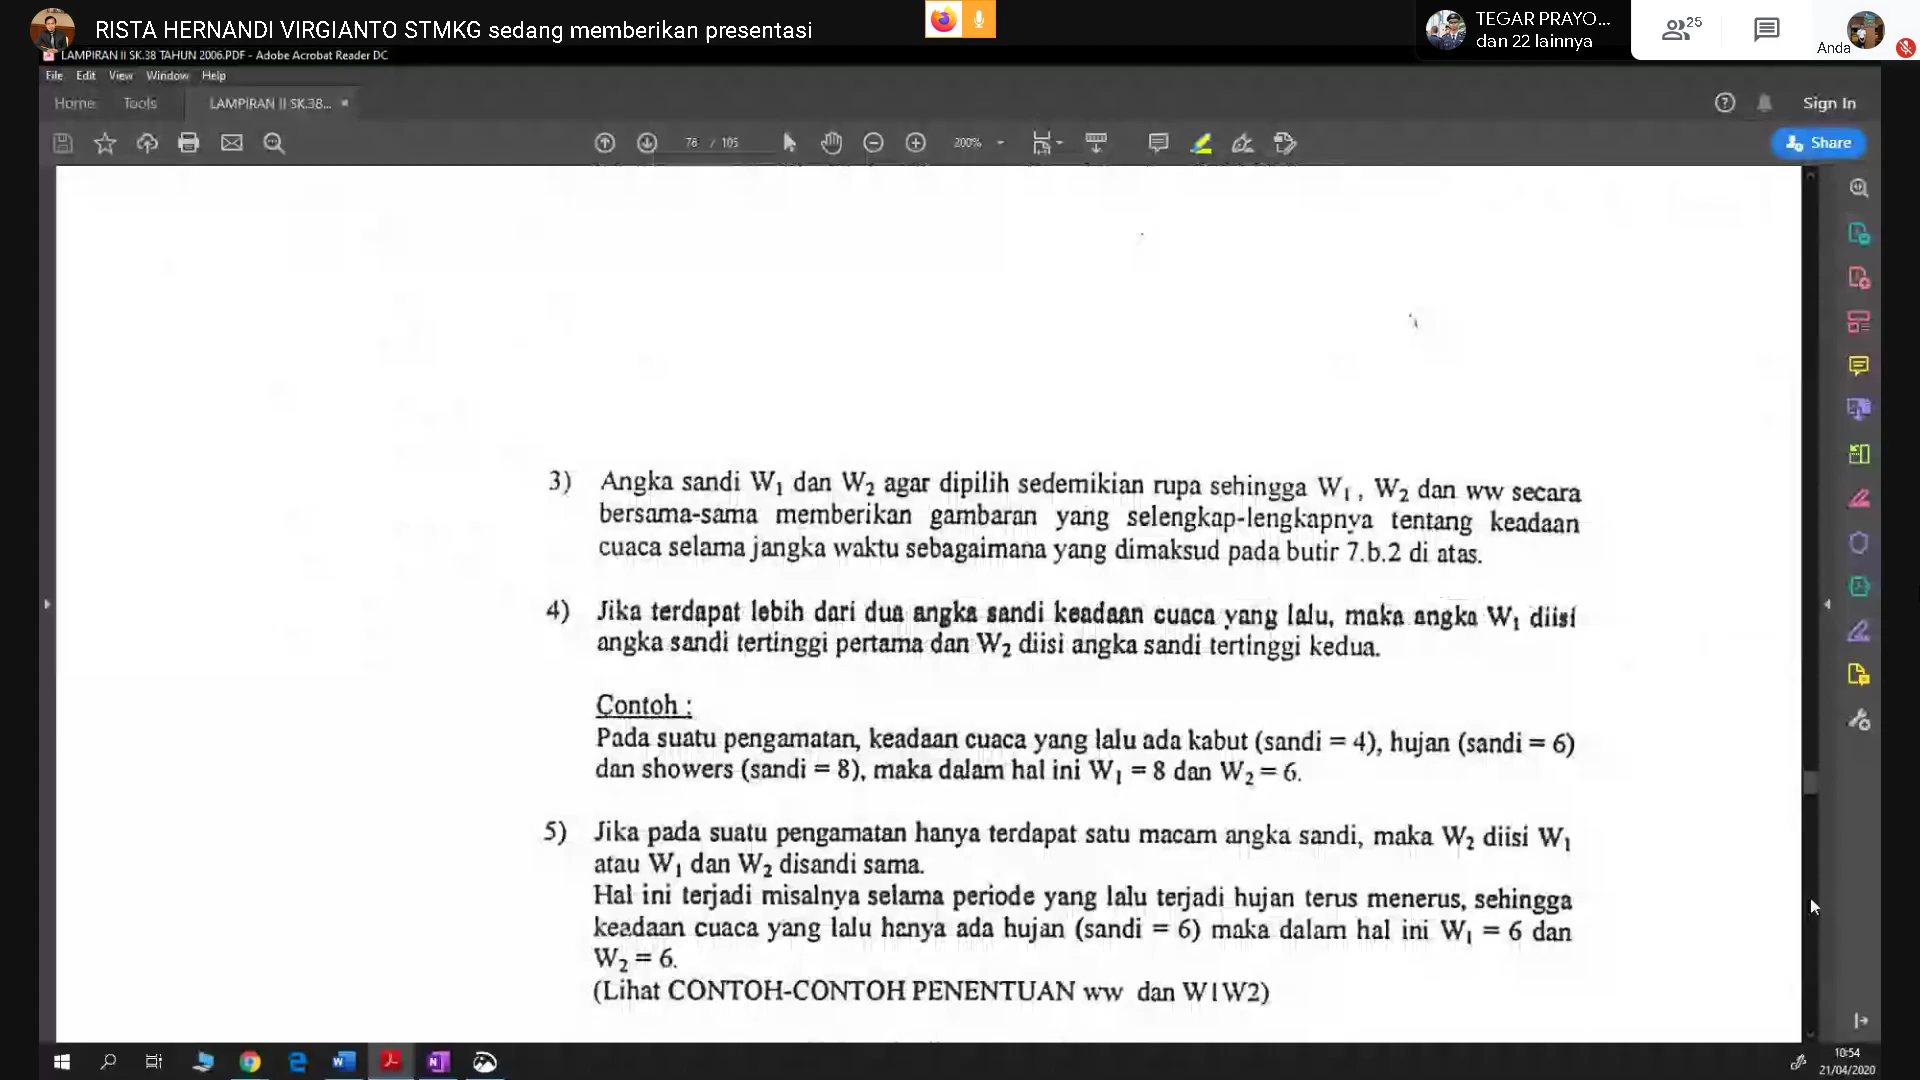 RISTA HERNANDI VIRGIANTO STMKG sedang memberikan presentasi
TEGAR PRAYO...
dan 22 lainnya
25
Anda
LAMPIRAN II SK.38 TAHUN 2006.PDF - Adobe Acrobat Reader DC
File Edit View Window Help
Home Tools LAMPIRAN II SK.38... Sign In
76 / 105 200% Share
3) Angka sandi W₁ dan W₂ agar dipilih sedemikian rupa sehingga W₁, W₂ dan ww secara
bersama-sama memberikan gambaran yang selengkap-lengkapnya tentang keadaan
cuaca selama jangka waktu sebagaimana yang dimaksud pada butir 7.b.2 di atas.
4) Jika terdapat lebih dari dua angka sandi keadaan cuaca yang lalu, maka angka W₁ diisi
angka sandi tertinggi pertama dan W₂ diisi angka sandi tertinggi kedua.
Contoh :
Pada suatu pengamatan, keadaan cuaca yang lalu ada kabut (sandi = 4), hujan (sandi = 6)
dan showers (sandi = 8), maka dalam hal ini W₁ = 8 dan W₂ = 6.
5) Jika pada suatu pengamatan hanya terdapat satu macam angka sandi, maka W₂ diisi W₁
atau W₁ dan W₂ disandi sama.
Hal ini terjadi misalnya selama periode yang lalu terjadi hujan terus menerus, sehingga
keadaan cuaca yang lalu hanya ada hujan (sandi = 6) maka dalam hal ini W₁ = 6 dan
W₂ = 6.
(Lihat CONTOH-CONTOH PENENTUAN ww dan W1W2)
10:54
21/04/2020